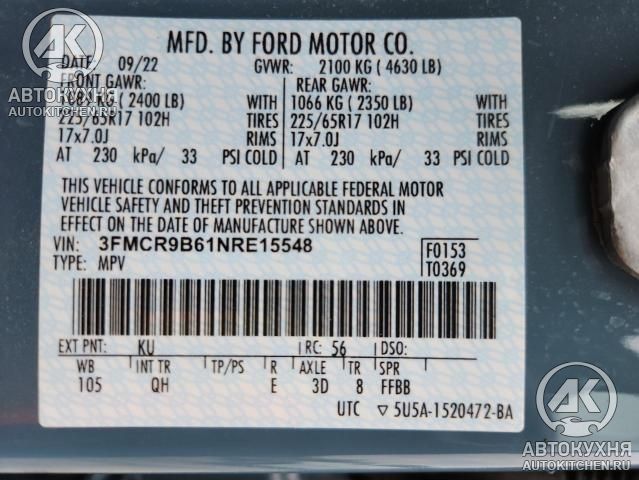 MFD. BY FORD MOTOR CO.
DATE: 09/22 GVWR: 2100 KG ( 4630 LB)
FRONT GAWR: REAR GAWR:
KG ( 2400 LB) WITH 1066 KG ( 2350 LB) WITH
225/65R17 102H TIRES 225/65R17 102H TIRES
17x7.0J RIMS 17x7.0J RIMS
AT 230 kPa/ 33 PSI COLD AT 230 kPa/ 33 PSI COLD
THIS VEHICLE CONFORMS TO ALL APPLICABLE FEDERAL MOTOR
VEHICLE SAFETY AND THEFT PREVENTION STANDARDS IN
EFFECT ON THE DATE OF MANUFACTURE SHOWN ABOVE.
VIN: 3FMCR9B61NRE15548
TYPE: MPV
F0153
T0369
EXT PNT: KU RC: 56 DSO:
WB INT TR TP/PS R AXLE TR SPR
105 QH E 3D 8 FFBB
UTC ▽ 5U5A-1520472-BA
АК
АВТОКУХНЯ
AUTOKITCHEN.RU
АК
АВТОКУХНЯ
AUTOKITCHEN.RU